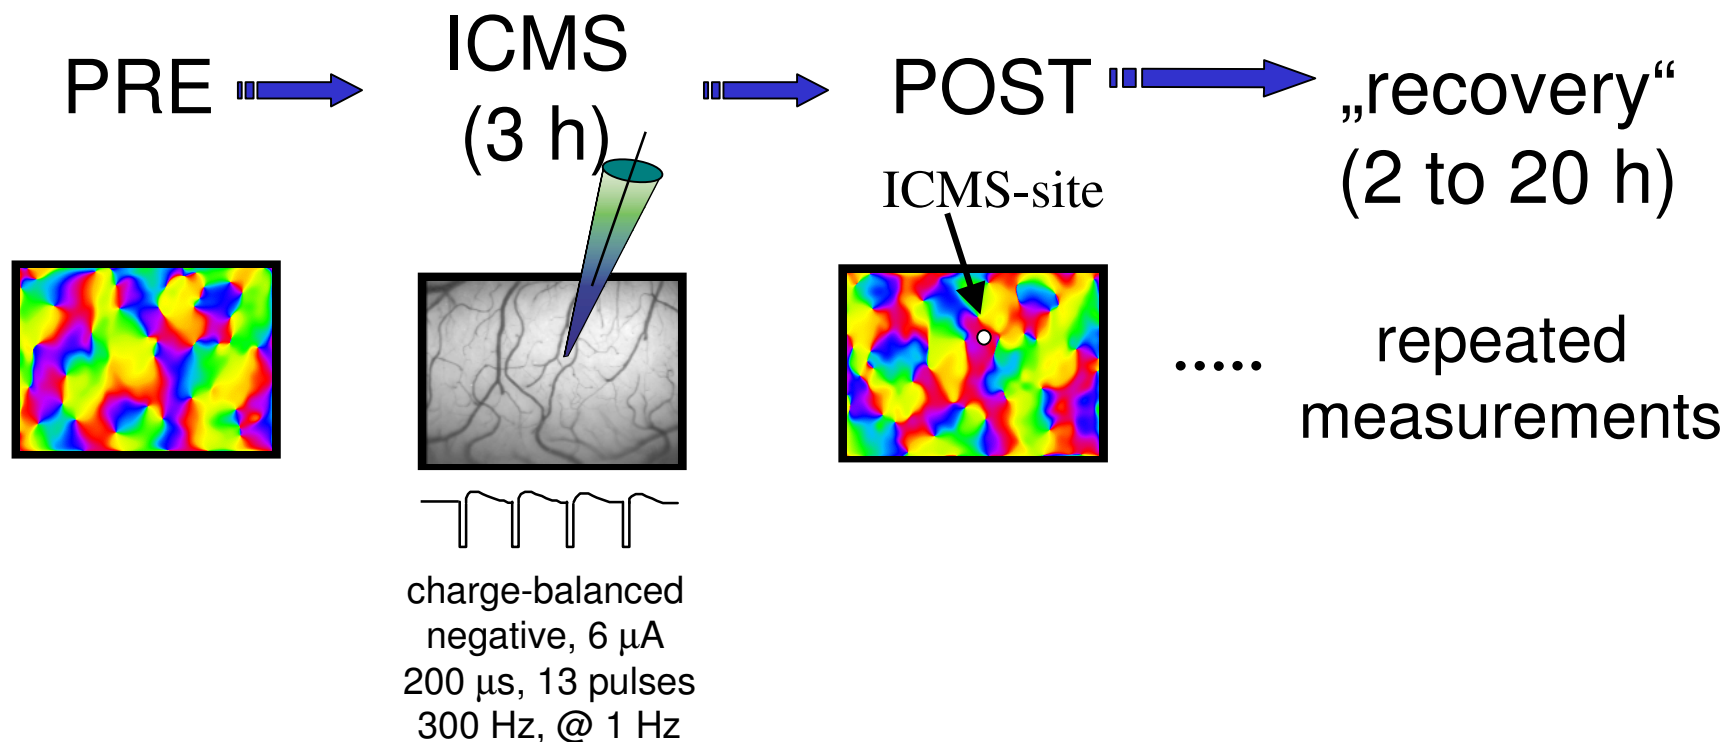 PRE
ICMS
(3 h)
POST
„recovery“
(2 to 20 h)
ICMS-site
.....
repeated
measurements
charge-balanced
negative, 6 μA
200 μs, 13 pulses
300 Hz, @ 1 Hz